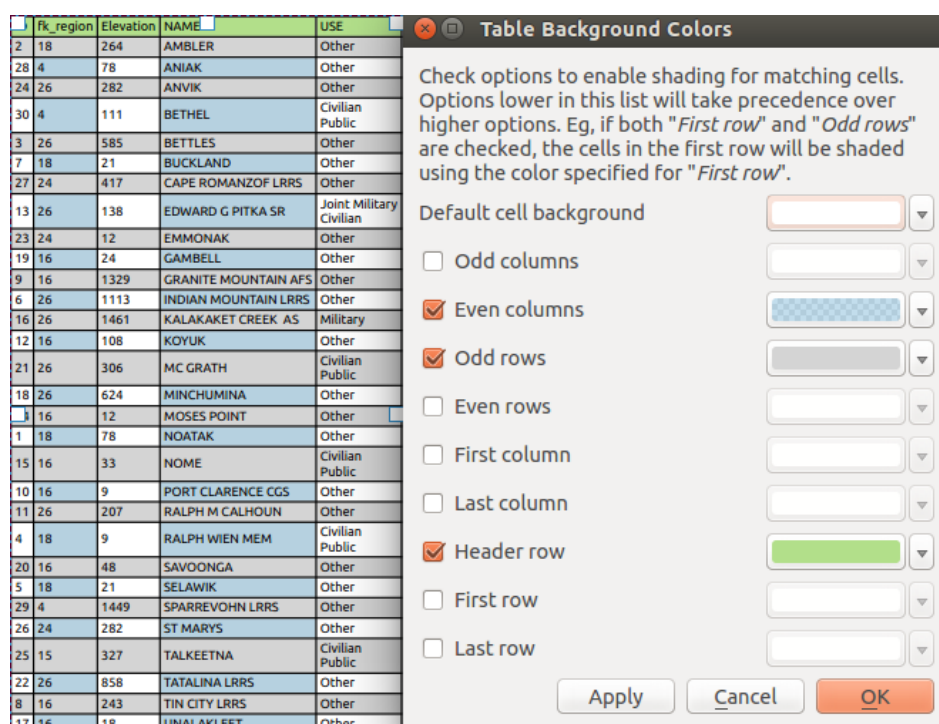 fk_region Elevation NAME USE
2 18 264 AMBLER Other
28 4 78 ANIAK Other
24 26 282 ANVIK Other
30 4 111 BETHEL Civilian Public
3 26 585 BETTLES Other
7 18 21 BUCKLAND Other
27 24 417 CAPE ROMANZOF LRRS Other
13 26 138 EDWARD G PITKA SR Joint Military Civilian
23 24 12 EMMONAK Other
19 16 24 GAMBELL Other
9 16 1329 GRANITE MOUNTAIN AFS Other
6 26 1113 INDIAN MOUNTAIN LRRS Other
16 26 1461 KALAKAKET CREEK AS Military
12 16 108 KOYUK Other
21 26 306 MC GRATH Civilian Public
18 26 624 MINCHUMINA Other
16 12 MOSES POINT Other
1 18 78 NOATAK Other
15 16 33 NOME Civilian Public
10 16 9 PORT CLARENCE CGS Other
11 26 207 RALPH M CALHOUN Other
4 18 9 RALPH WIEN MEM Civilian Public
20 16 48 SAVOONGA Other
5 18 21 SELAWIK Other
29 4 1449 SPARREVOHN LRRS Other
26 24 282 ST MARYS Other
25 15 327 TALKEETNA Civilian Public
22 26 858 TATALINA LRRS Other
8 16 243 TIN CITY LRRS Other
17 16 18 UNALAKLEET Other
Table Background Colors
Check options to enable shading for matching cells.
Options lower in this list will take precedence over
higher options. Eg, if both "First row" and "Odd rows"
are checked, the cells in the first row will be shaded
using the color specified for "First row".
Default cell background
Odd columns
Even columns
Odd rows
Even rows
First column
Last column
Header row
First row
Last row
Apply Cancel OK